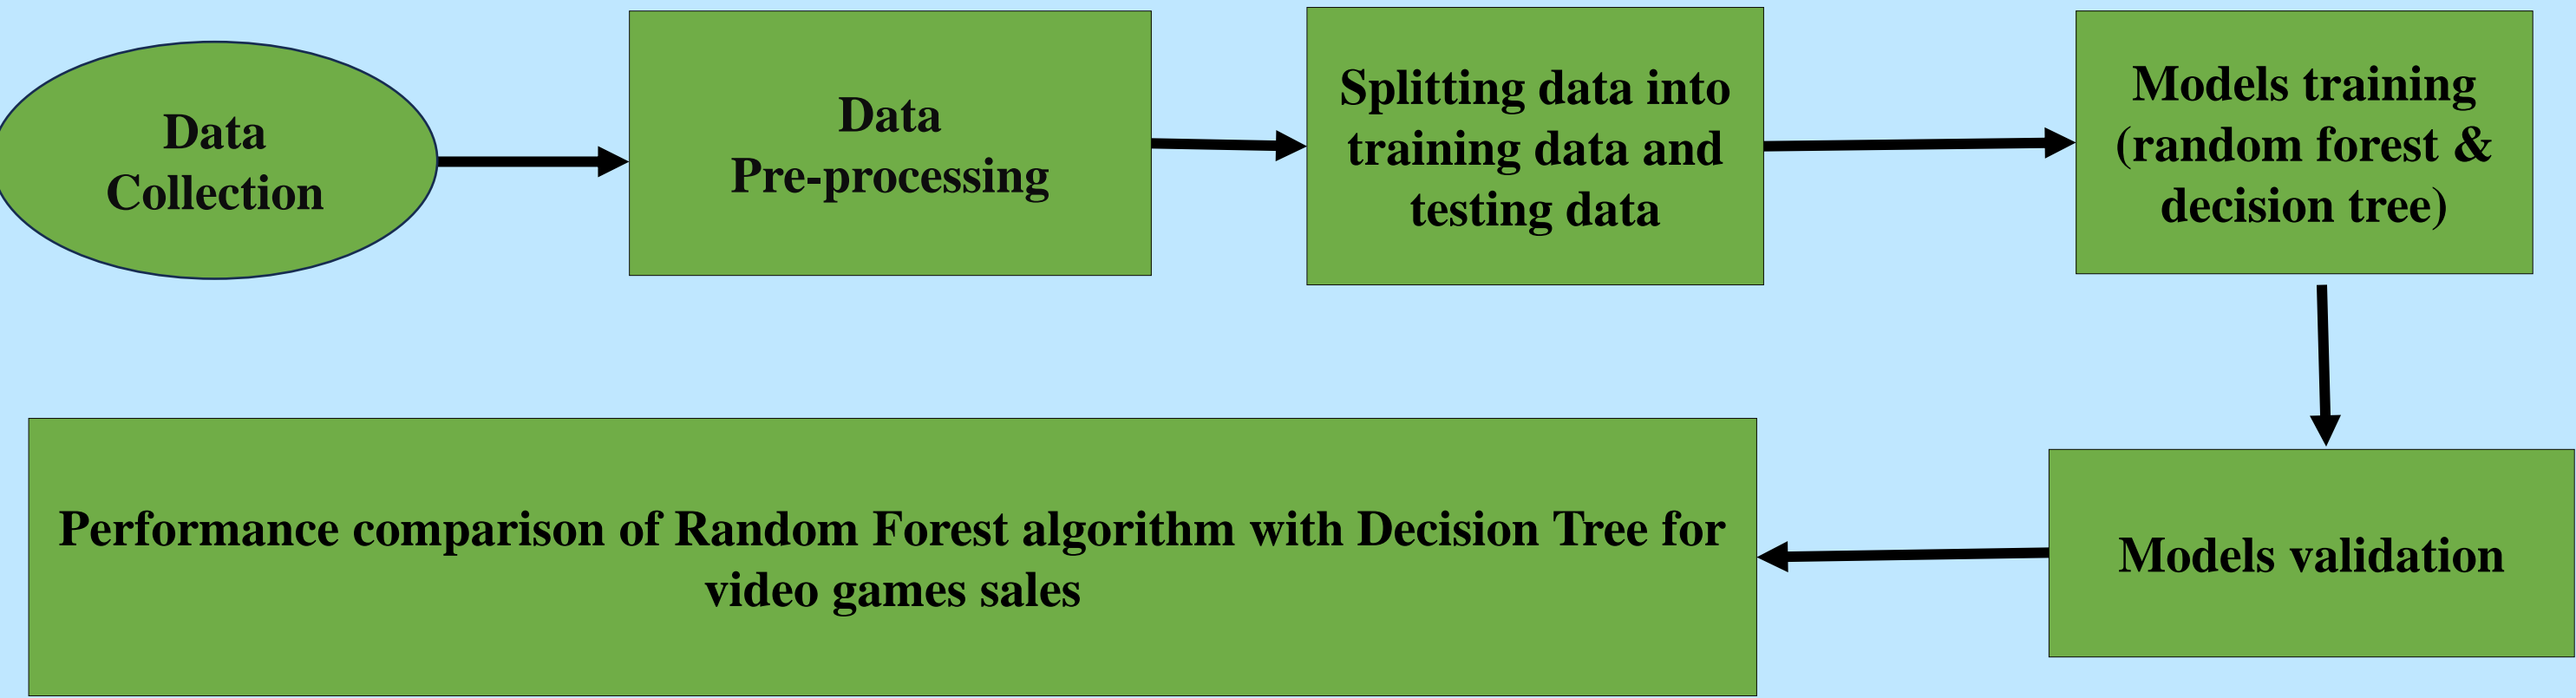 Data
Collection
Data
Pre-processing
Splitting data into
training data and
testing data
Models training
(random forest &
decision tree)
Models validation
Performance comparison of Random Forest algorithm with Decision Tree for
video games sales